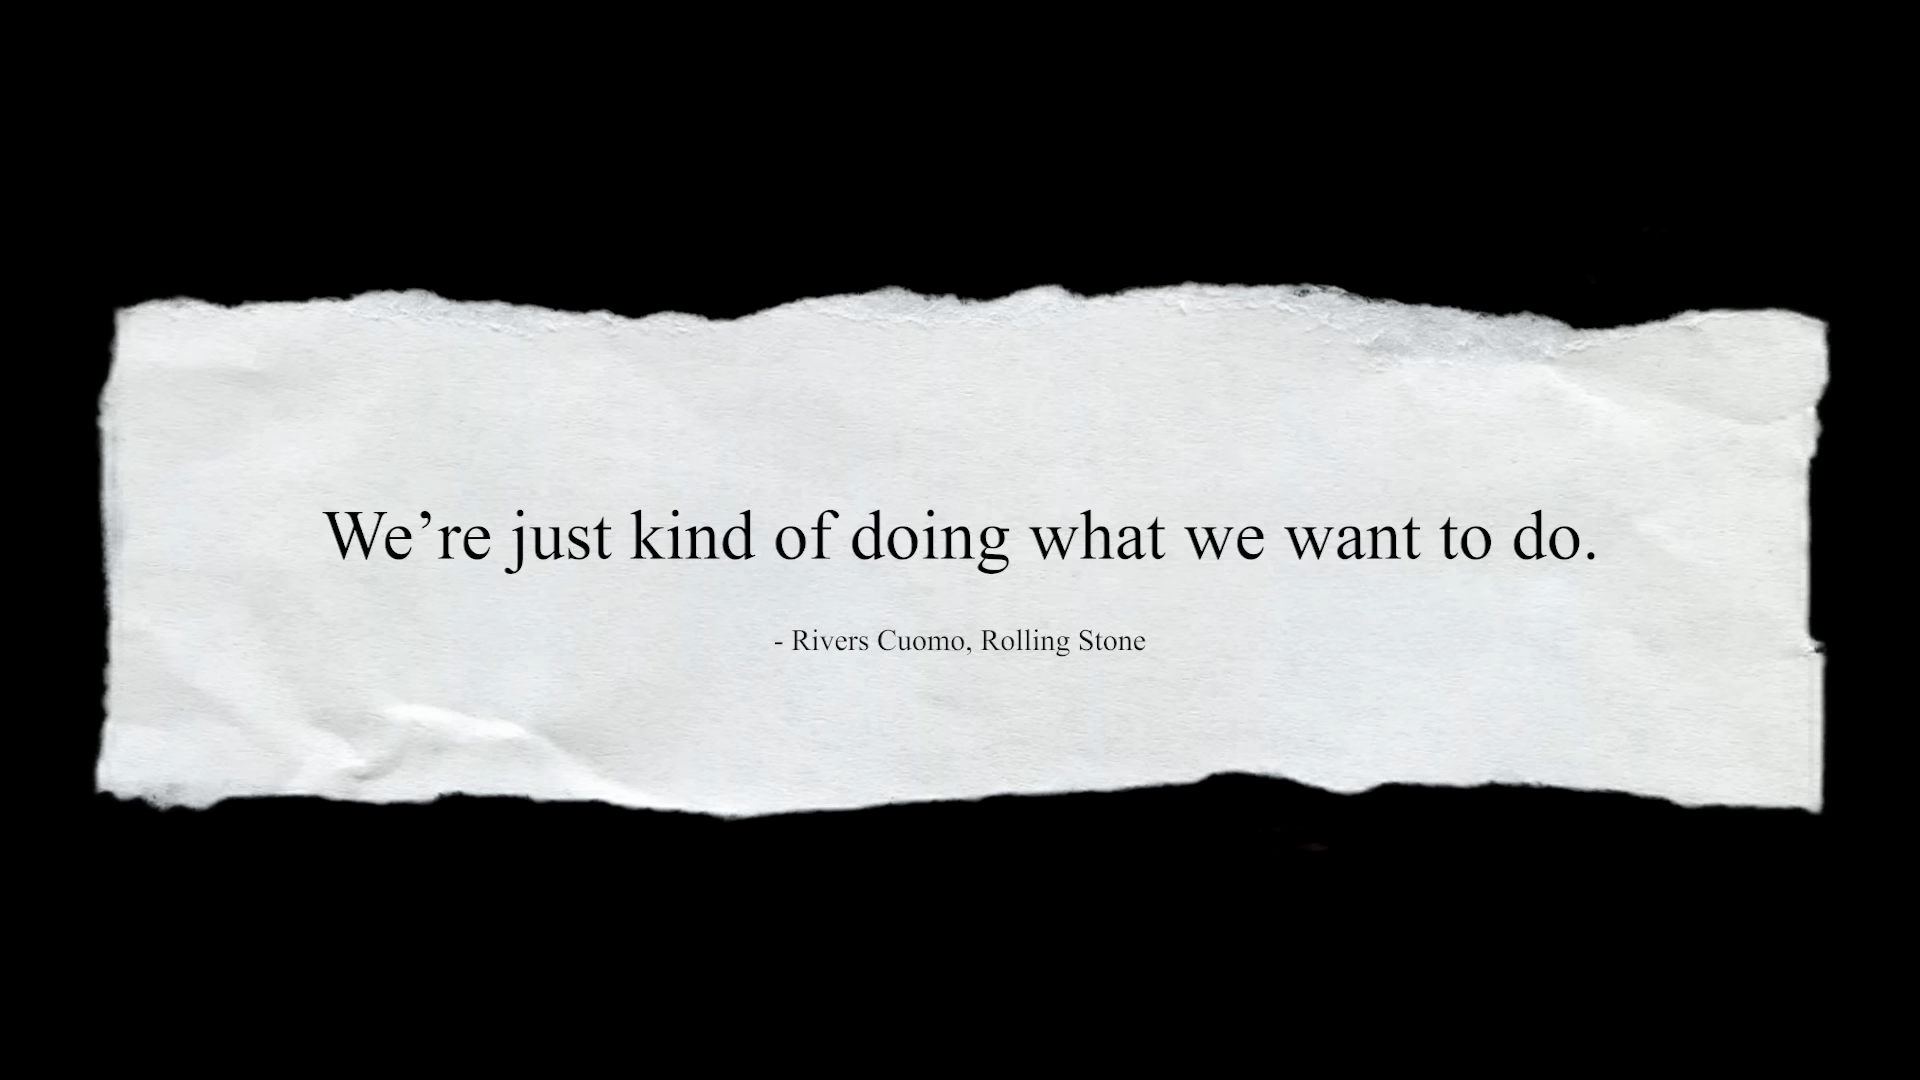 We’re just kind of doing what we want to do.
- Rivers Cuomo, Rolling Stone